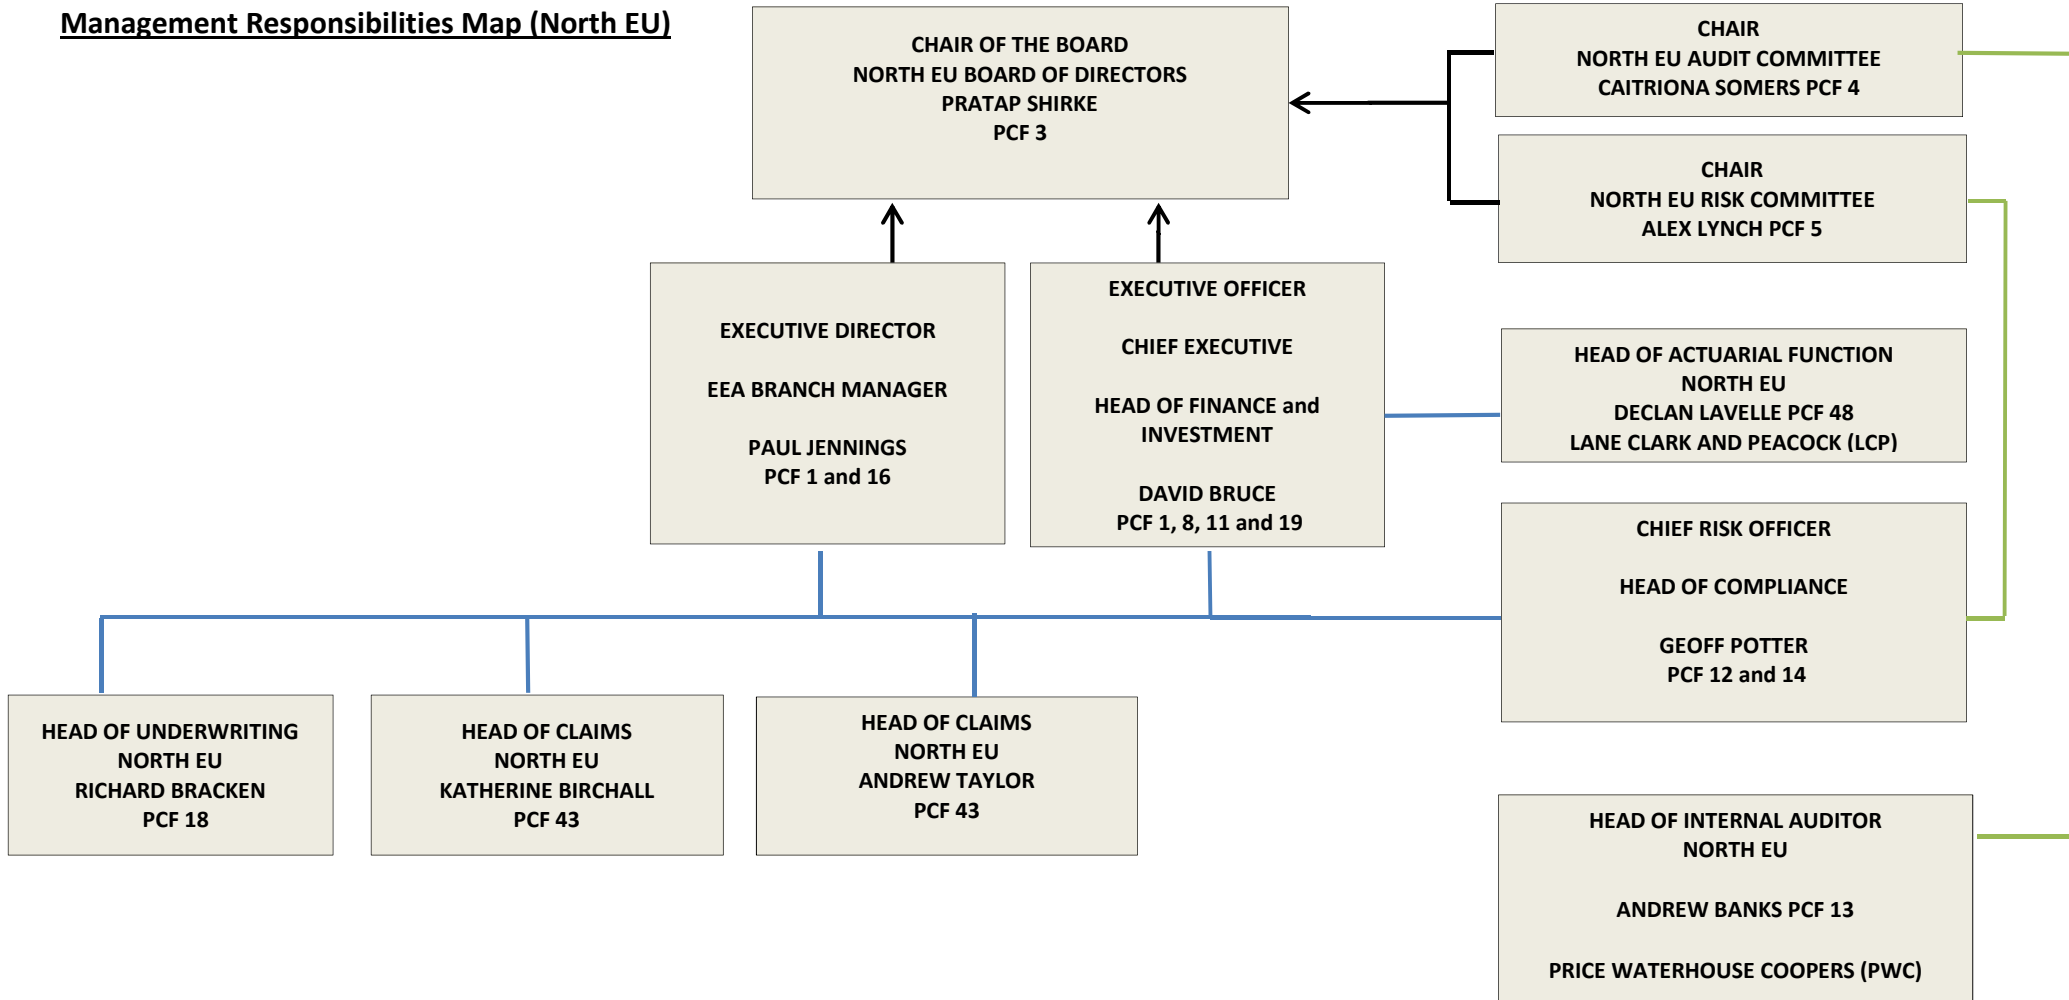 Management Responsibilities Map (North EU)
CHAIR OF THE BOARD
NORTH EU BOARD OF DIRECTORS
PRATAP SHIRKE
PCF 3
CHAIR
NORTH EU AUDIT COMMITTEE
CAITRIONA SOMERS PCF 4
CHAIR
NORTH EU RISK COMMITTEE
ALEX LYNCH PCF 5
EXECUTIVE DIRECTOR
EEA BRANCH MANAGER
PAUL JENNINGS
PCF 1 and 16
EXECUTIVE OFFICER
CHIEF EXECUTIVE
HEAD OF FINANCE and
INVESTMENT
DAVID BRUCE
PCF 1, 8, 11 and 19
HEAD OF ACTUARIAL FUNCTION
NORTH EU
DECLAN LAVELLE PCF 48
LANE CLARK AND PEACOCK (LCP)
CHIEF RISK OFFICER
HEAD OF COMPLIANCE
GEOFF POTTER
PCF 12 and 14
HEAD OF UNDERWRITING
NORTH EU
RICHARD BRACKEN
PCF 18
HEAD OF CLAIMS
NORTH EU
KATHERINE BIRCHALL
PCF 43
HEAD OF CLAIMS
NORTH EU
ANDREW TAYLOR
PCF 43
HEAD OF INTERNAL AUDITOR
NORTH EU
ANDREW BANKS PCF 13
PRICE WATERHOUSE COOPERS (PWC)